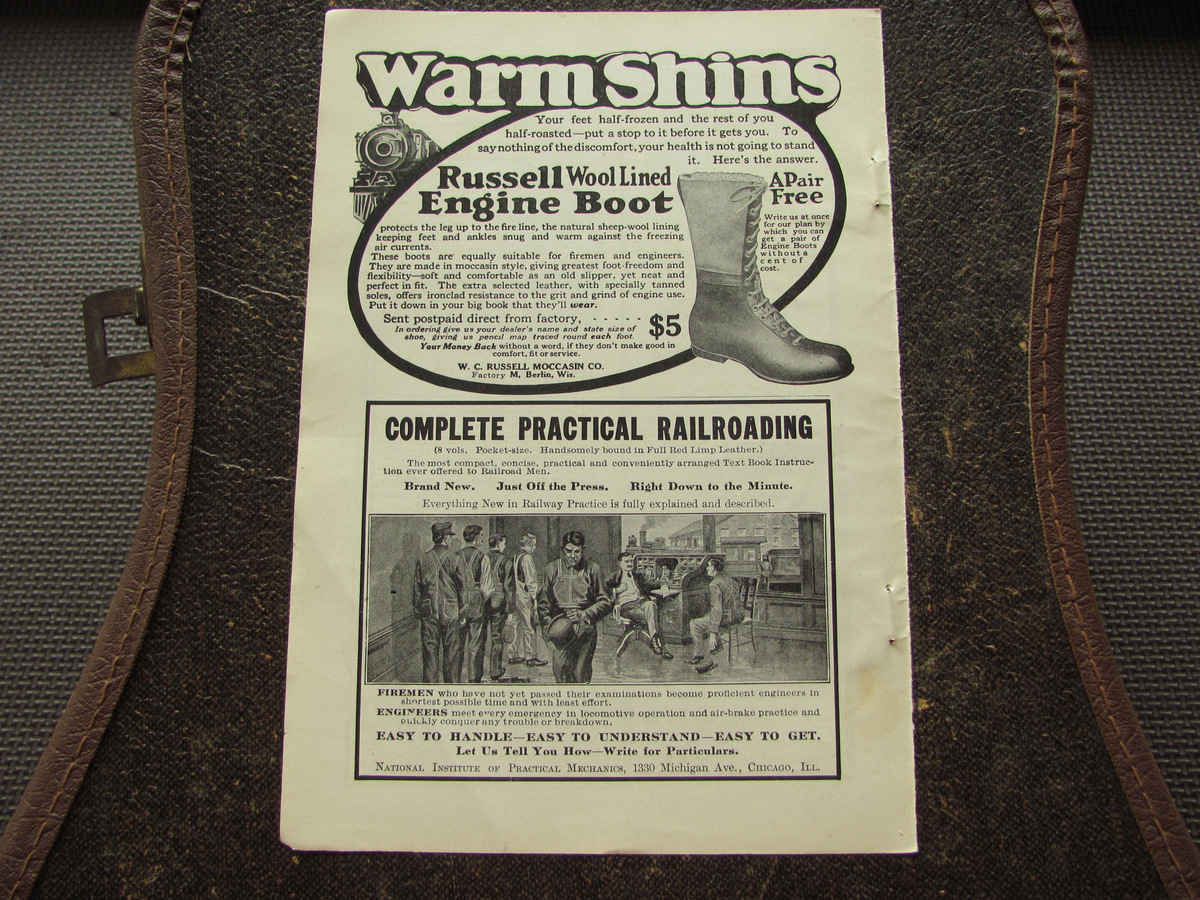 Warm Shins
Your feet half-frozen and the rest of you
half-roasted—put a stop to it before it gets you. To
say nothing of the discomfort, your health is not going to stand
it. Here's the answer.
Russell Wool Lined
Engine Boot
A Pair
Free
Write us at once
for our plan by
which you can
get a pair of
Engine Boots
without a
cent of
cost.
protects the leg up to the fire line, the natural sheep-wool lining
keeping feet and ankles snug and warm against the freezing
air currents.
These boots are equally suitable for firemen and engineers.
They are made in moccasin style, giving greatest foot-freedom and
flexibility—soft and comfortable as an old slipper, yet neat and
perfect in fit. The extra selected leather, with specially tanned
soles, offers ironclad resistance to the grit and grind of engine use.
Put it down in your big book that they'll wear.
Sent postpaid direct from factory, - - - - - $5
In ordering give us your dealer's name and state size of
shoe, giving us pencil map traced round each foot.
Your Money Back without a word, if they don't make good in
comfort, fit or service.
W. C. RUSSELL MOCCASIN CO.
Factory M, Berlin, Wis.
COMPLETE PRACTICAL RAILROADING
(8 vols. Pocket-size. Handsomely bound in Full Red Limp Leather.)
The most compact, concise, practical and conveniently arranged Text Book Instruc-
tion ever offered to Railroad Men.
Brand New. Just Off the Press. Right Down to the Minute.
Everything New in Railway Practice is fully explained and described.
FIREMEN who have not yet passed their examinations become proficient engineers in
shortest possible time and with least effort.
ENGINEERS meet every emergency in locomotive operation and air-brake practice and
quickly conquer any trouble or breakdown.
EASY TO HANDLE—EASY TO UNDERSTAND—EASY TO GET.
Let Us Tell You How—Write for Particulars.
NATIONAL INSTITUTE OF PRACTICAL MECHANICS, 1330 Michigan Ave., CHICAGO, ILL.